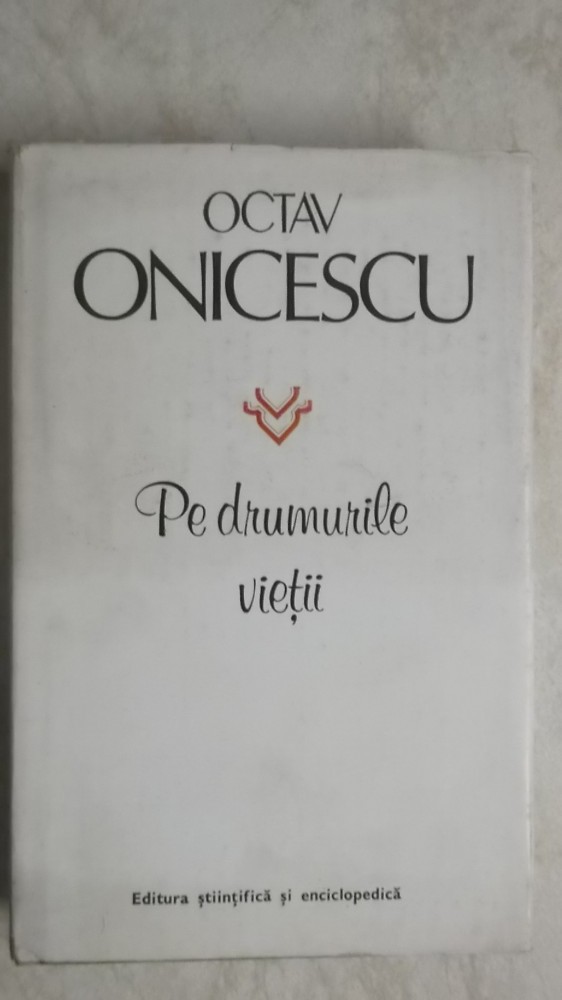 OCTAV
ONICESCU
Pe drumurile
vieții
Editura științifică și enciclopedică